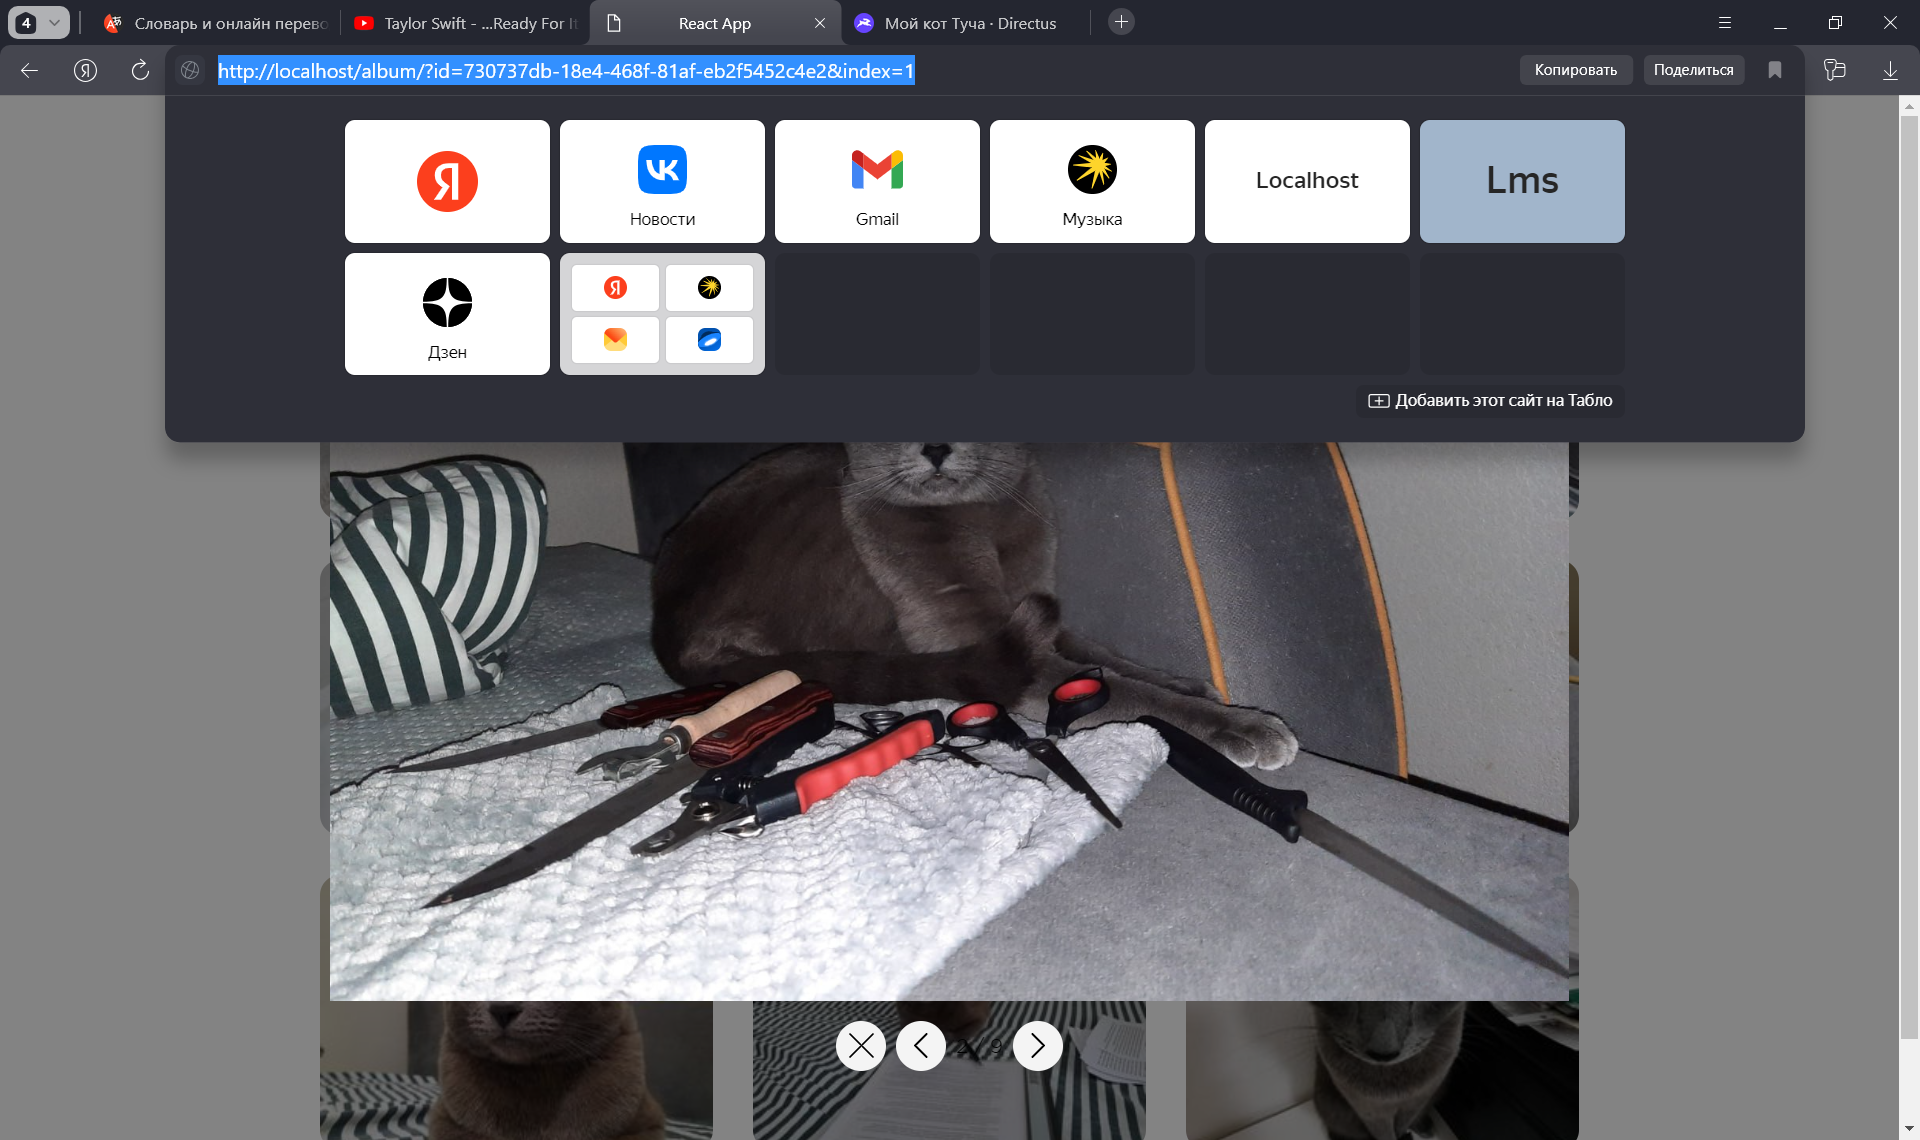 4
Словарь и онлайн перево
Taylor Swift - ...Ready For It
React App
Мой кот Туча · Directus
Я
http://localhost/album/?id=730737db-18e4-468f-81af-eb2f5452c4e2&index=1
Копировать
Поделиться
Я
VK
Новости
Gmail
Музыка
Localhost
Lms
Дзен
Я
Добавить этот сайт на Табло
2 / 9